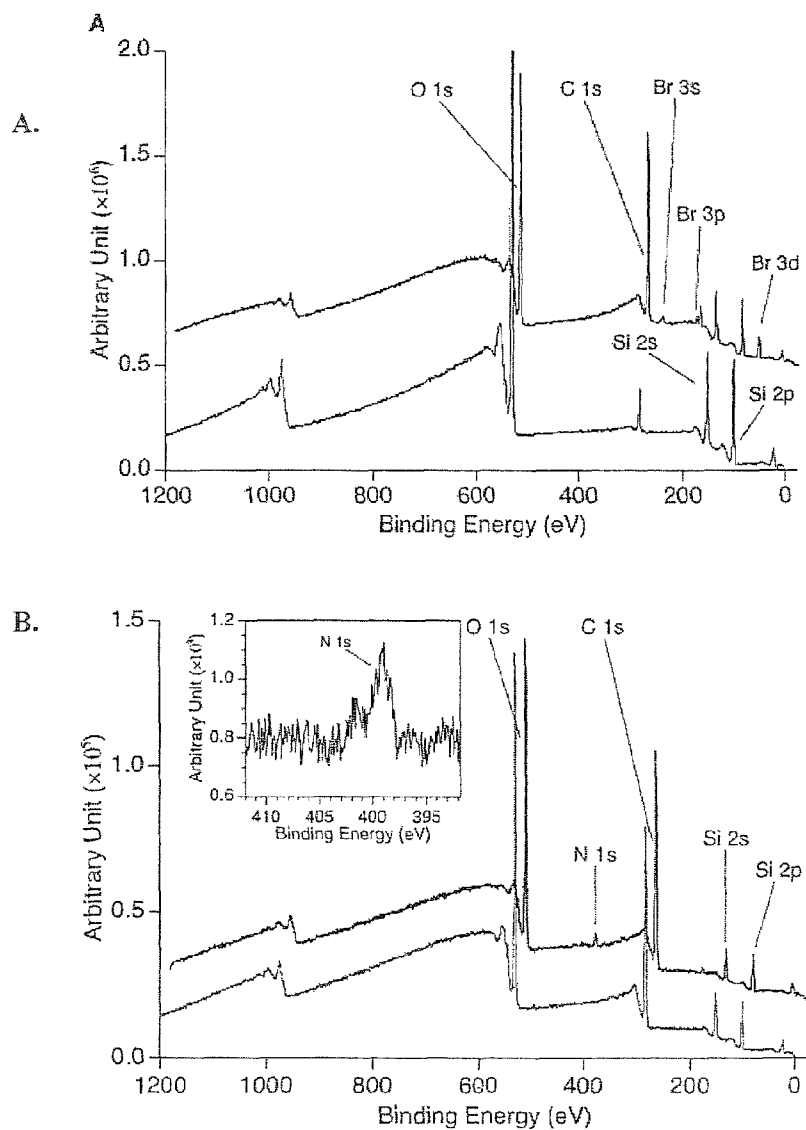 A
A.
2.0
1.5
1.0
0.5
0.0
Arbitrary Unit (×10⁶)
O 1s
C 1s
Br 3s
Br 3p
Br 3d
Si 2s
Si 2p
1200 1000 800 600 400 200 0
Binding Energy (eV)
B.
1.5
1.0
0.5
0.0
Arbitrary Unit (×10⁵)
1.2
1.0
0.8
0.6
Arbitrary Unit (×10⁴)
N 1s
410 405 400 395
Binding Energy (eV)
O 1s
C 1s
N 1s
Si 2s
Si 2p
1200 1000 800 600 400 200 0
Binding Energy (eV)